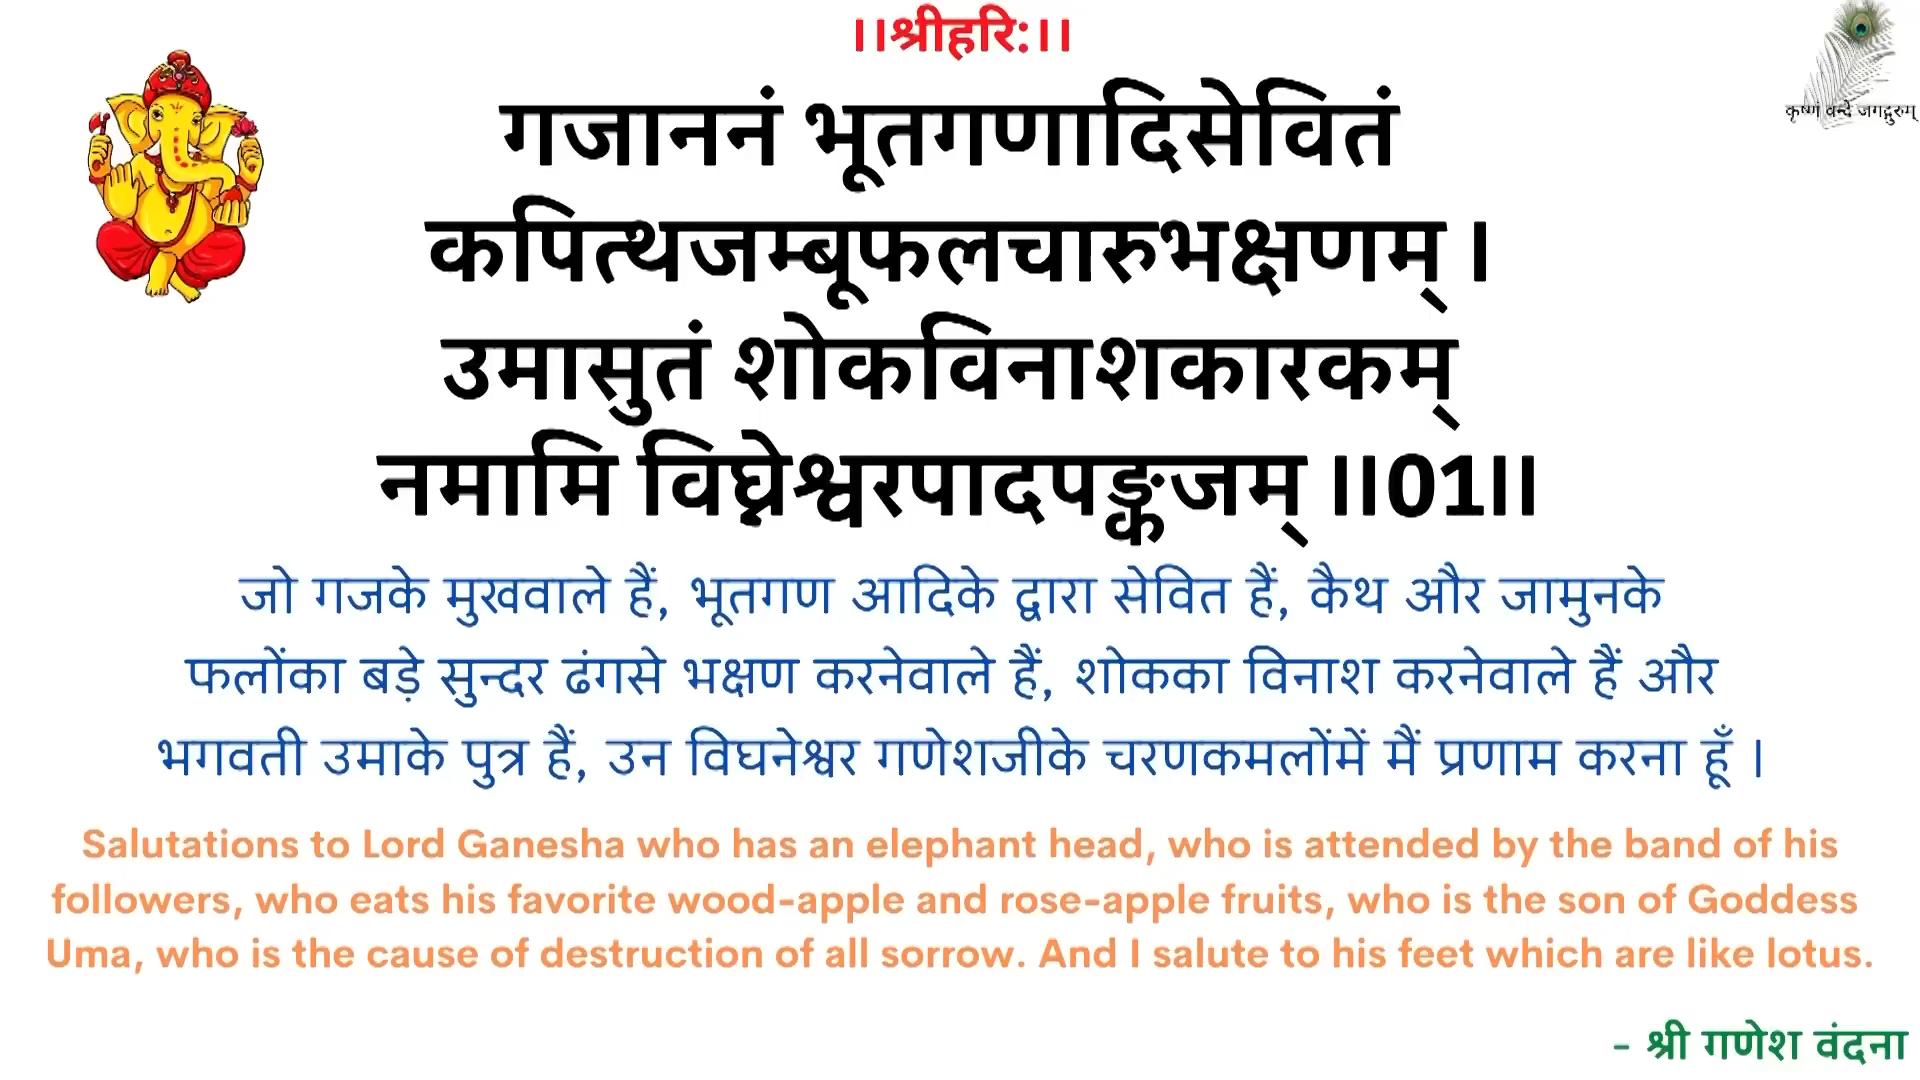 ।।श्रीहरि:।।
कृष्णं वन्दे जगद्गुरुम्
गजाननं भूतगणादिसेवितं
कपित्थजम्बूफलचारुभक्षणम् ।
उमासुतं शोकविनाशकारकम्
नमामि विघ्नेश्वरपादपङ्कजम् ॥01॥
जो गजके मुखवाले हैं, भूतगण आदिके द्वारा सेवित हैं, कैथ और जामुनके
फलोंका बड़े सुन्दर ढंगसे भक्षण करनेवाले हैं, शोकका विनाश करनेवाले हैं और
भगवती उमाके पुत्र हैं, उन विघनेश्वर गणेशजीके चरणकमलोंमें मैं प्रणाम करना हूँ ।
Salutations to Lord Ganesha who has an elephant head, who is attended by the band of his
followers, who eats his favorite wood-apple and rose-apple fruits, who is the son of Goddess
Uma, who is the cause of destruction of all sorrow. And I salute to his feet which are like lotus.
- श्री गणेश वंदना